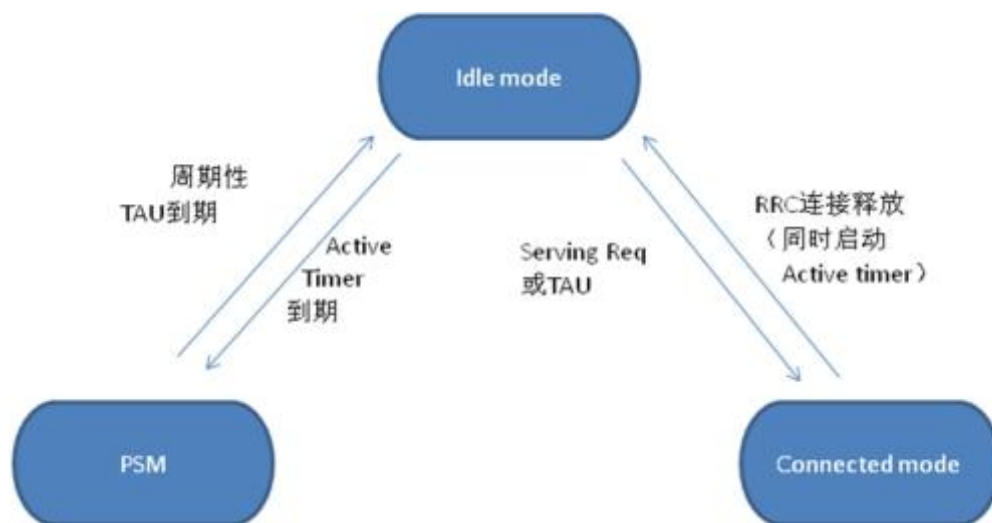 Idle mode
周期性
TAU到期
Active
Timer
到期
Serving Req
或TAU
RRC连接释放
（同时启动
Active timer）
PSM
Connected mode